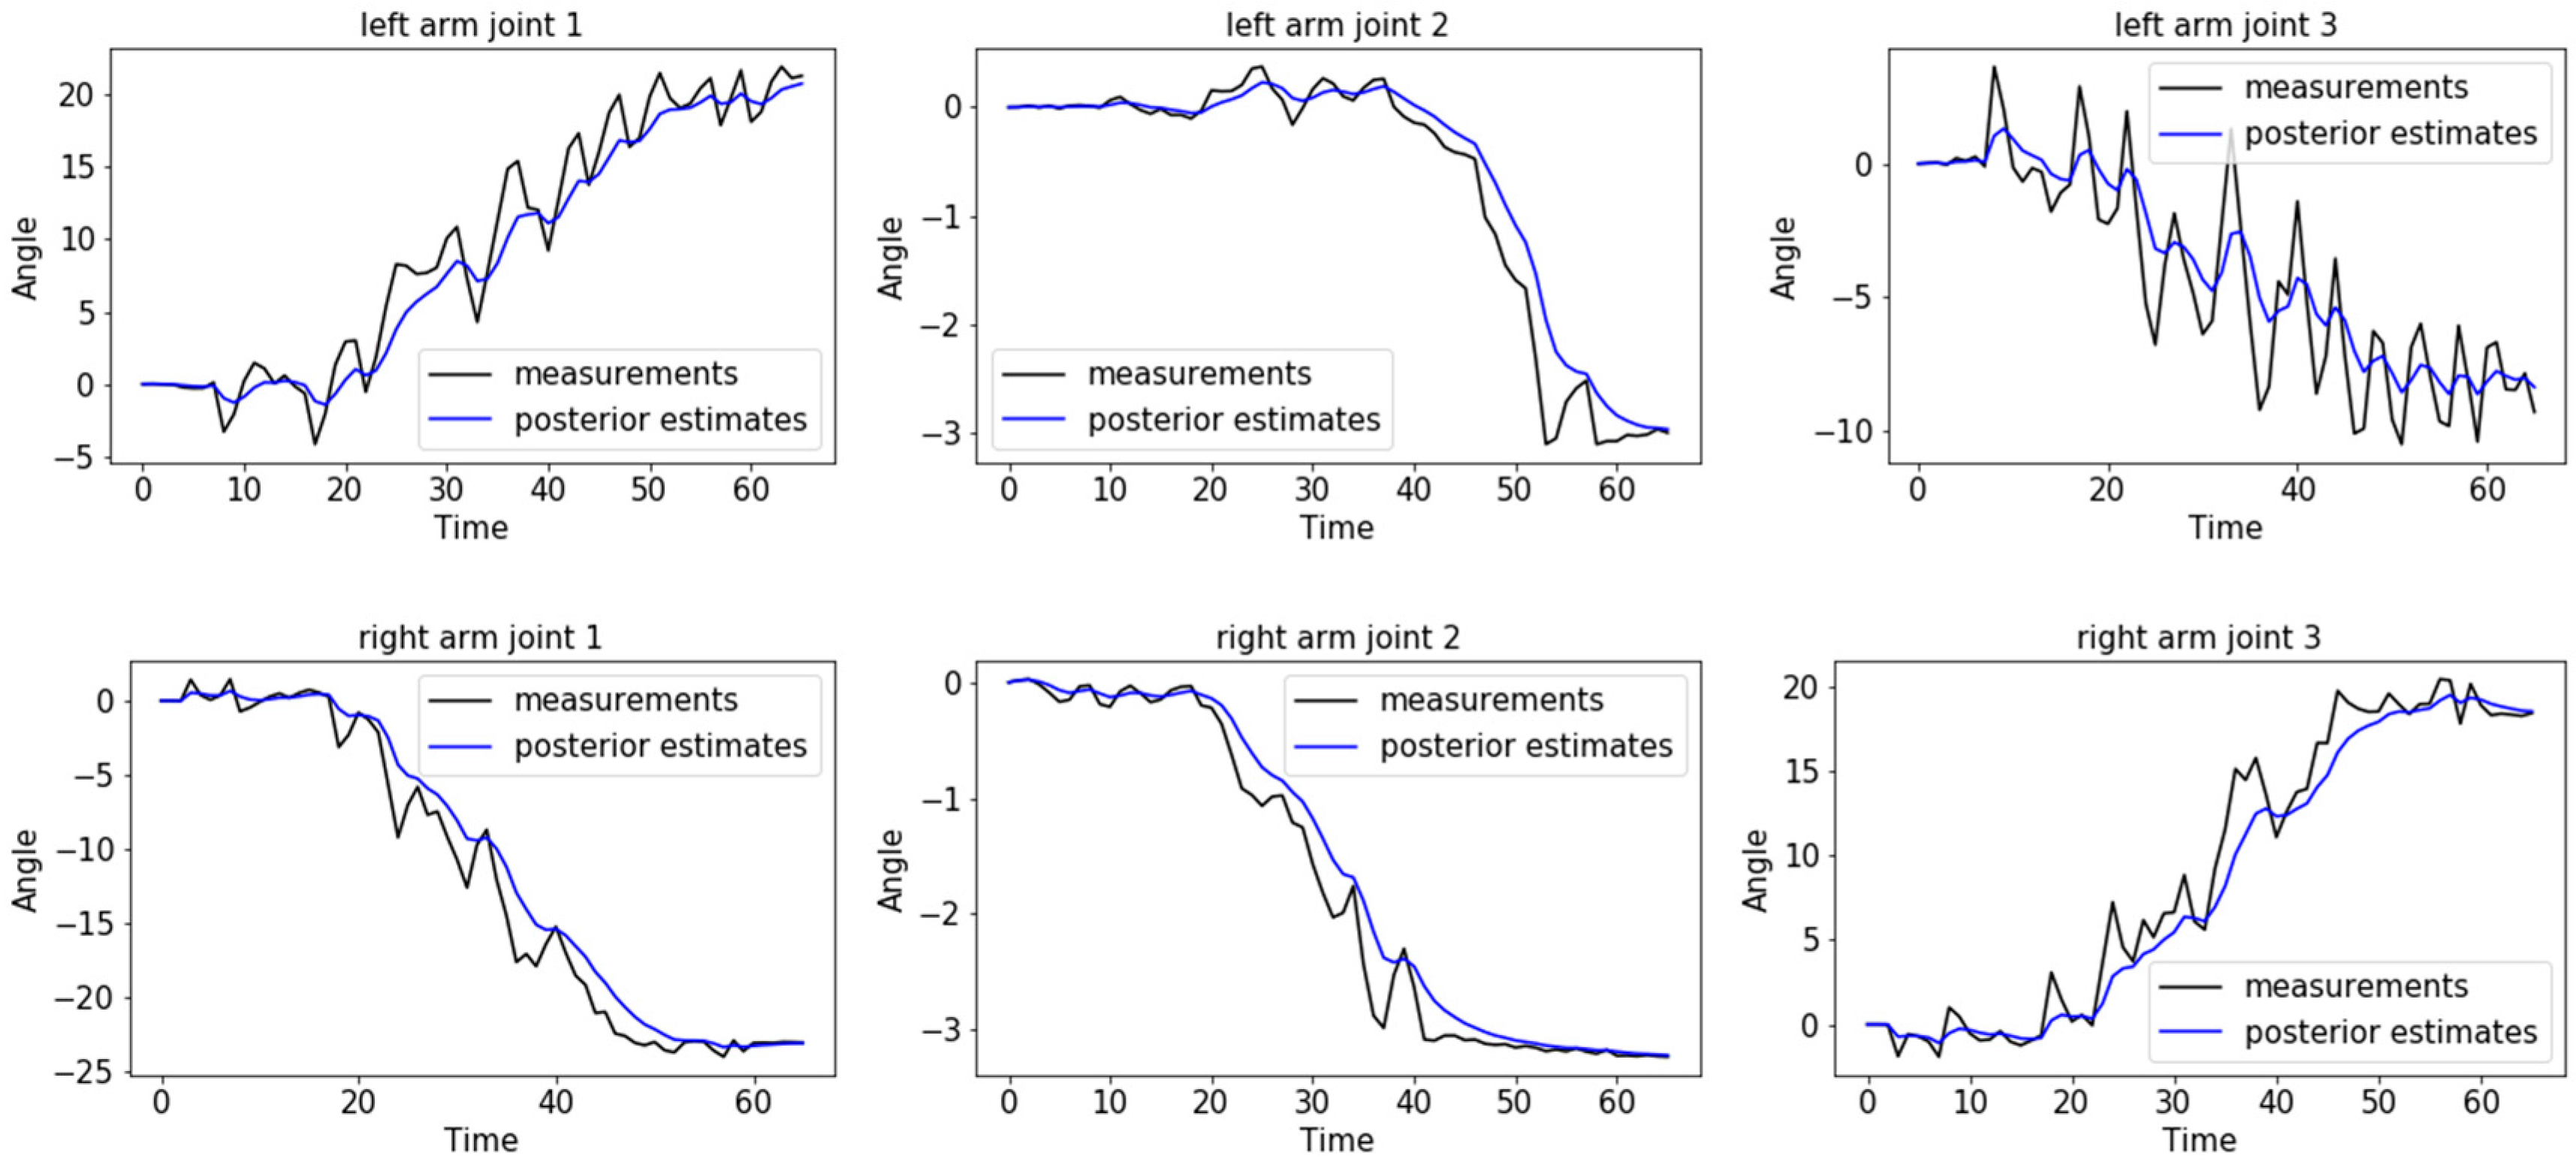 left arm joint 1
20
15
10
5
0
−5
Angle
measurements
posterior estimates
0 10 20 30 40 50 60
Time
left arm joint 2
0
−1
−2
−3
Angle
measurements
posterior estimates
0 10 20 30 40 50 60
Time
left arm joint 3
0
−5
−10
Angle
measurements
posterior estimates
0 20 40 60
Time
right arm joint 1
0
−5
−10
−15
−20
−25
Angle
measurements
posterior estimates
0 20 40 60
Time
right arm joint 2
0
−1
−2
−3
Angle
measurements
posterior estimates
0 10 20 30 40 50 60
Time
right arm joint 3
20
15
10
5
0
Angle
measurements
posterior estimates
0 10 20 30 40 50 60
Time